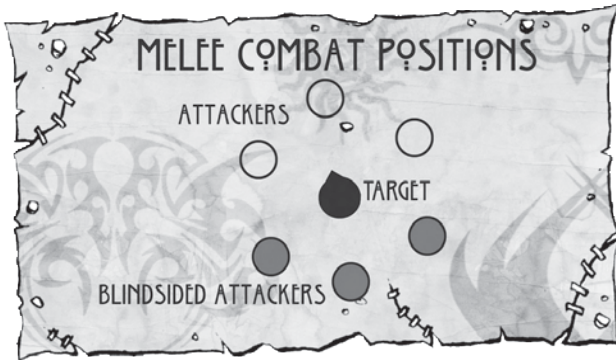 MELEE COMBAT POSITIONS
ATTACKERS
TARGET
BLINDSIDED ATTACKERS